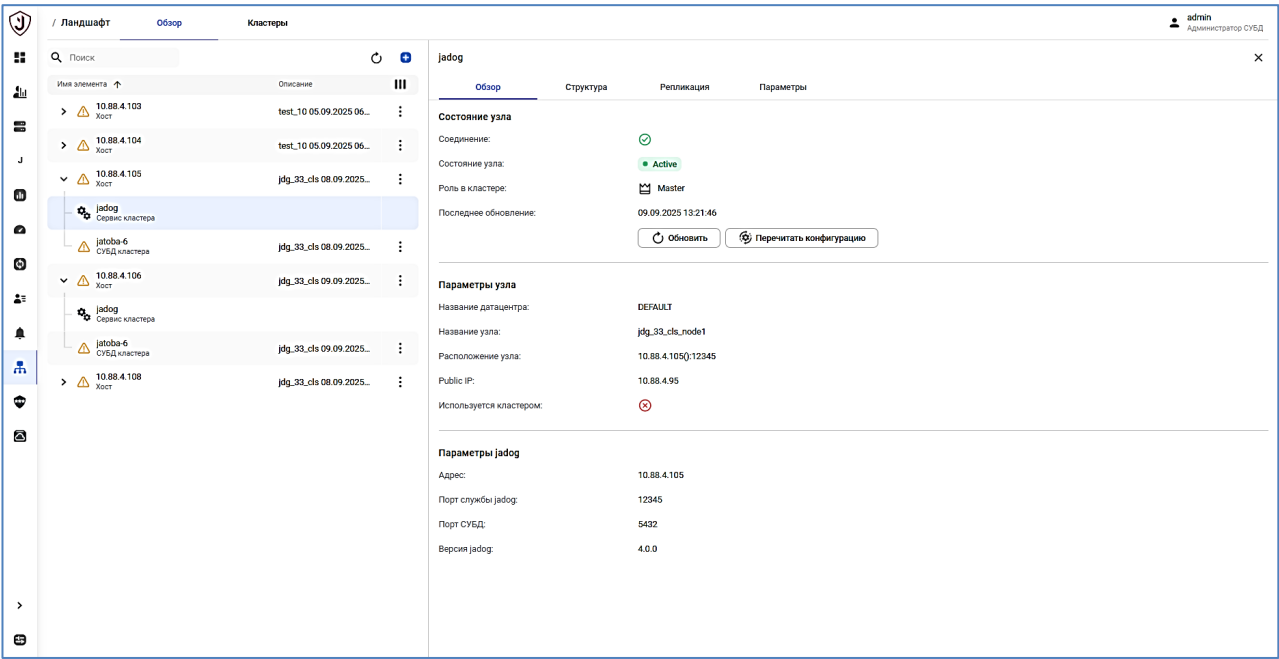 / Ландшафт
Обзор
Кластеры
admin
Администратор СУБД
Поиск
Имя элемента
Описание
10.88.4.103
Хост
test_10 05.09.2025 06...
10.88.4.104
Хост
test_10 05.09.2025 06...
10.88.4.105
Хост
jdg_33_cls 08.09.2025...
jadog
Сервис кластера
jatoba-6
СУБД кластера
jdg_33_cls 08.09.2025...
10.88.4.106
Хост
jdg_33_cls 09.09.2025...
jadog
Сервис кластера
jatoba-6
СУБД кластера
jdg_33_cls 09.09.2025...
10.88.4.108
Хост
jdg_33_cls 08.09.2025...
J
jadog
Обзор
Структура
Репликация
Параметры
Состояние узла
Соединение:
Состояние узла:
Active
Роль в кластере:
Master
Последнее обновление:
09.09.2025 13:21:46
Обновить
Перечитать конфигурацию
Параметры узла
Название датацентра:
DEFAULT
Название узла:
jdg_33_cls_node1
Расположение узла:
10.88.4.105():12345
Public IP:
10.88.4.95
Используется кластером:
Параметры jadog
Адрес:
10.88.4.105
Порт службы jadog:
12345
Порт СУБД:
5432
Версия jadog:
4.0.0